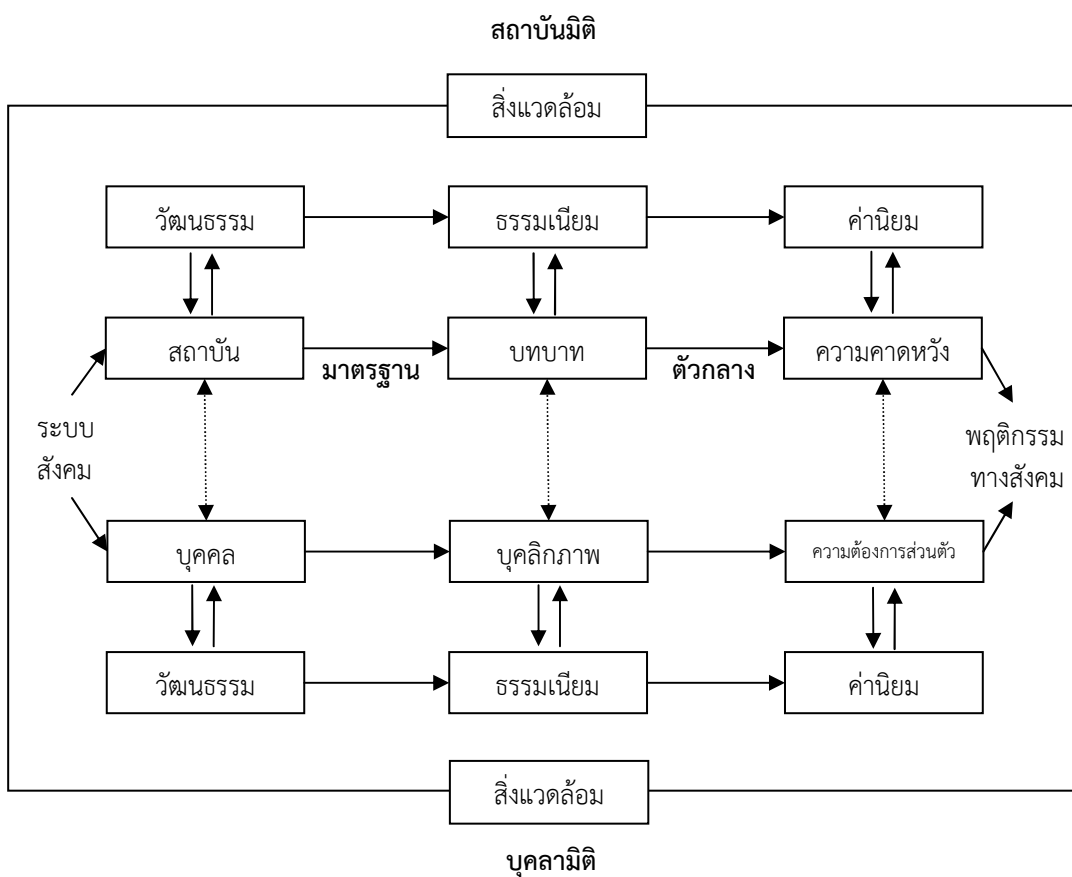 สถาบันมิติ
สิ่งแวดล้อม
วัฒนธรรม ธรรมเนียม ค่านิยม
สถาบัน มาตรฐาน บทบาท ตัวกลาง ความคาดหวัง
ระบบ
สังคม
พฤติกรรม
ทางสังคม
บุคคล บุคลิกภาพ ความต้องการส่วนตัว
วัฒนธรรม ธรรมเนียม ค่านิยม
สิ่งแวดล้อม
บุคลามิติ